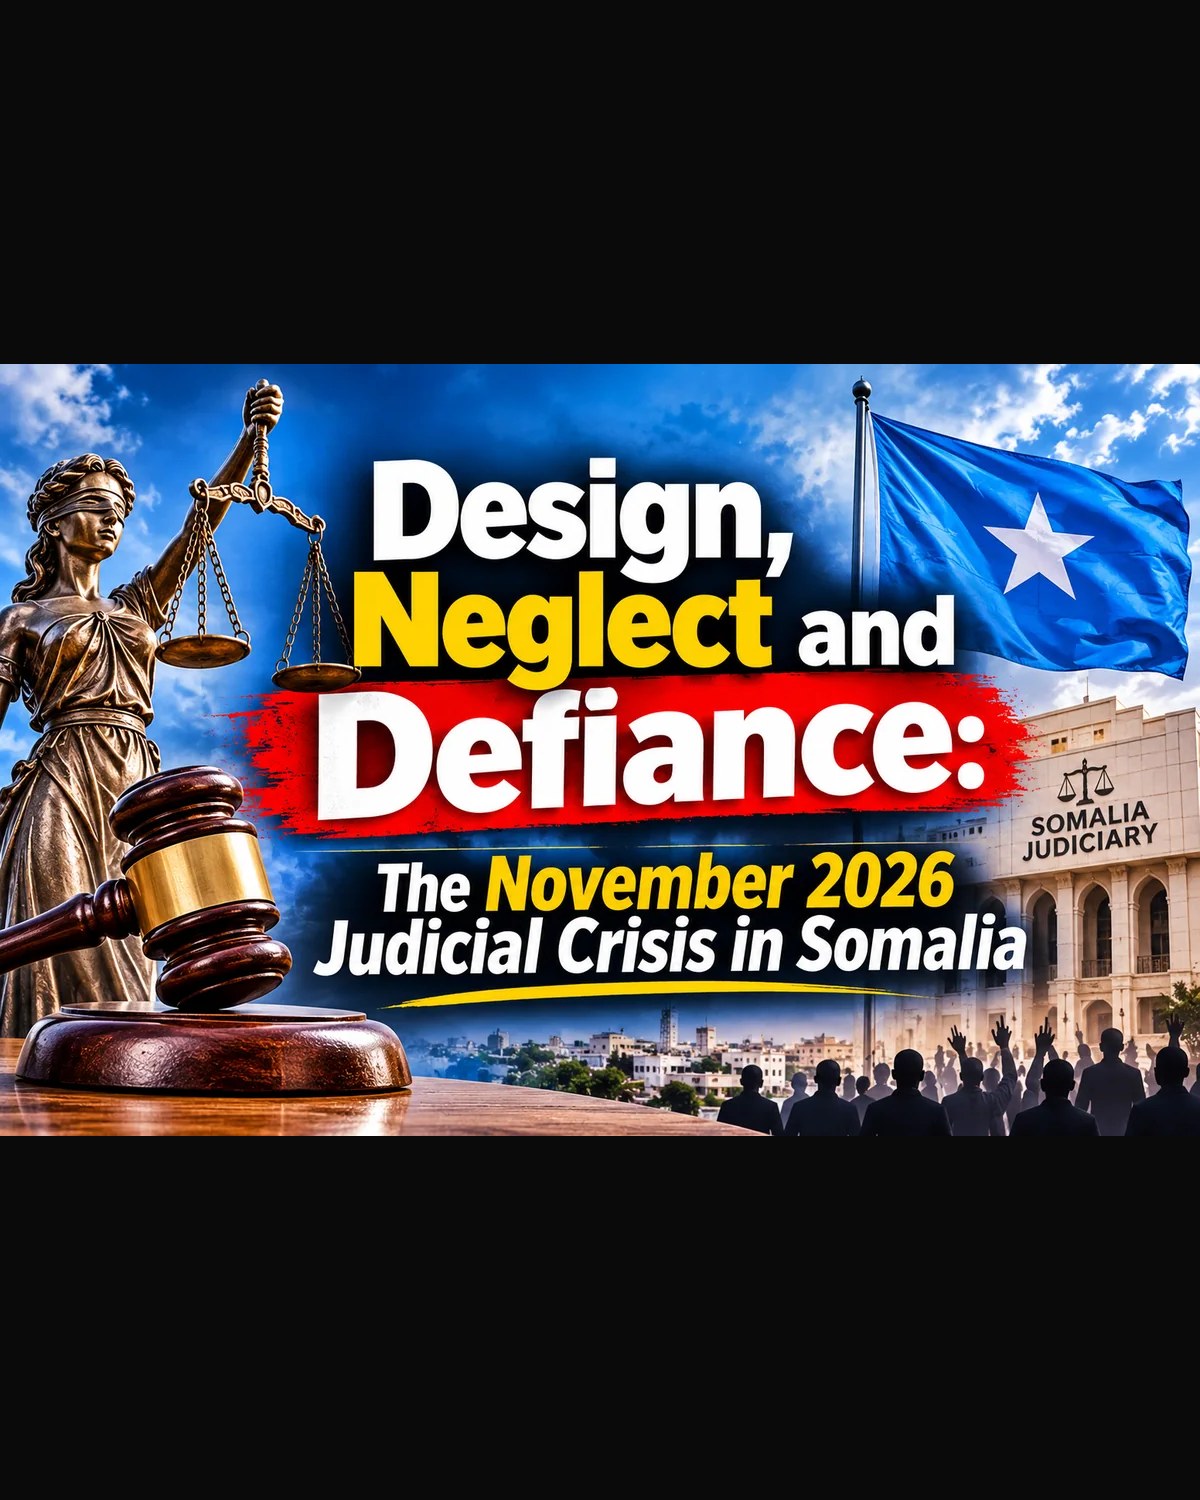 Design,
Neglect and
Defiance:
The November 2026
Judicial Crisis in Somalia
SOMALIA
JUDICIARY